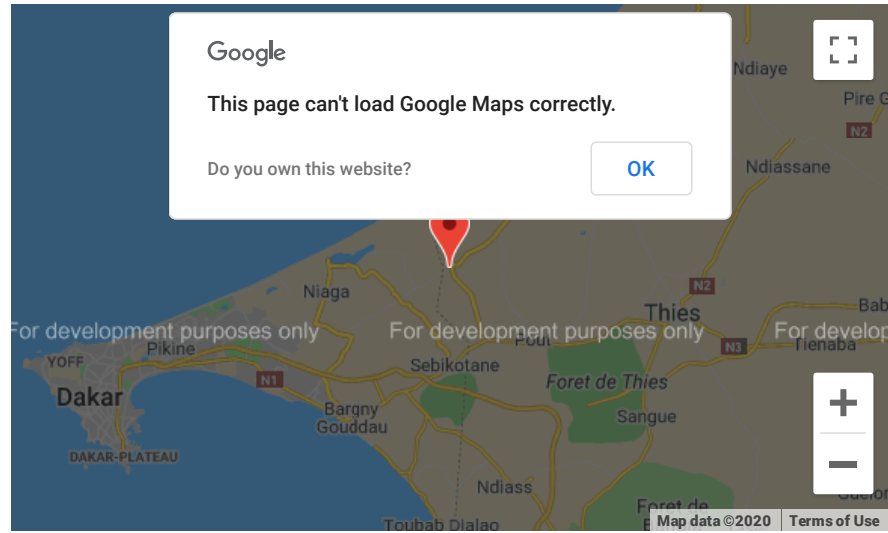 Google
This page can't load Google Maps correctly.
Do you own this website?
OK
Ndiaye
Pire G
N2
Ndiassane
Niaga
N2
Thies
Bab
For development purposes only
For development purposes only
For develop
Pikine
Pout
N3
Tienaba
YOFF
Sebikotane
N1
Foret de Thies
Dakar
Bargny
Gouddau
Sangue
DAKAR-PLATEAU
Ndiass
Foret de
Toubab Dialao
Map data ©2020
Terms of Use